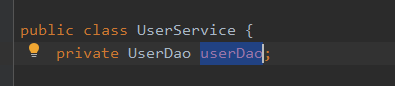 public class UserService {
private UserDao userDao;